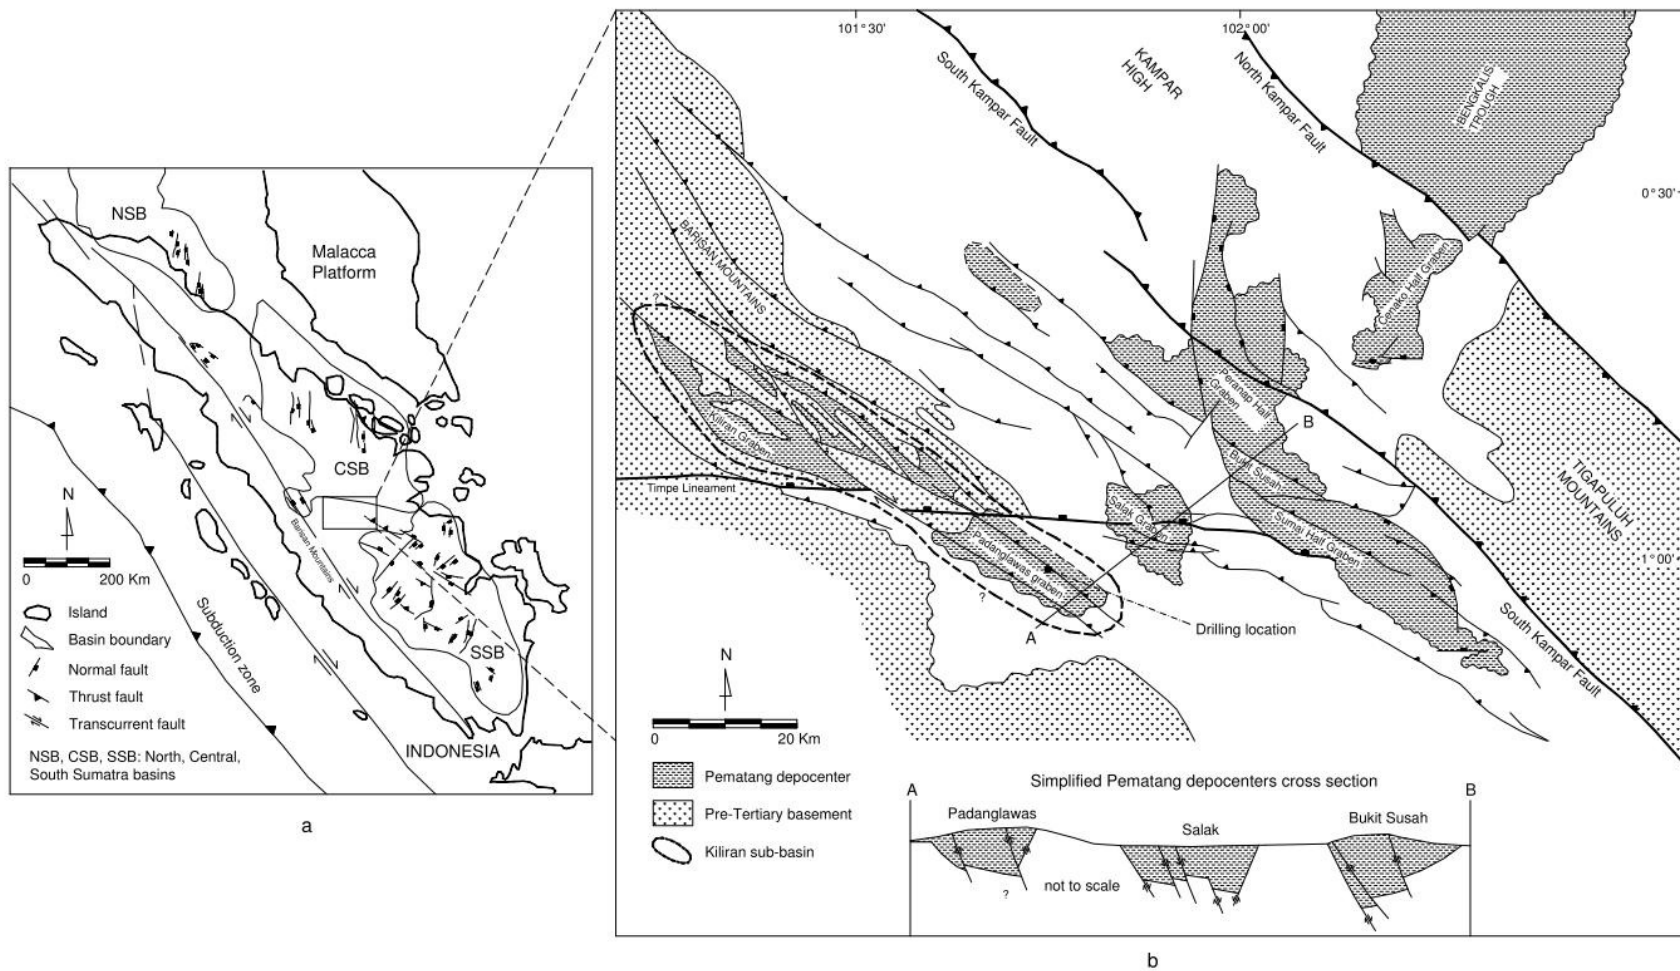 NSB
Malacca
Platform
CSB
N
0
200 Km
Barisan Mountains
Island
Basin boundary
Normal fault
Thrust fault
Transcurrent fault
Subduction zone
SSB
INDONESIA
NSB, CSB, SSB: North, Central,
South Sumatra basins
a
101° 30'
102° 00'
South Kampar Fault
KAMPAR
HIGH
North Kampar Fault
BENGKALIS
TROUGH
0° 30'
BARISAN MOUNTAINS
Cenako Half Graben
?
Peranap Half
Graben
B
Kiliran Graben
Timpe Lineament
Bukit Susah
Salak Graben
Sumai Half Graben
TIGAPULUH
MOUNTAINS
Padanglawas graben
1° 00'
?
A
Drilling location
South Kampar Fault
N
0
20 Km
Pematang depocenter
Pre-Tertiary basement
Kiliran sub-basin
Simplified Pematang depocenters cross section
A
B
Padanglawas
Salak
Bukit Susah
?
not to scale
b